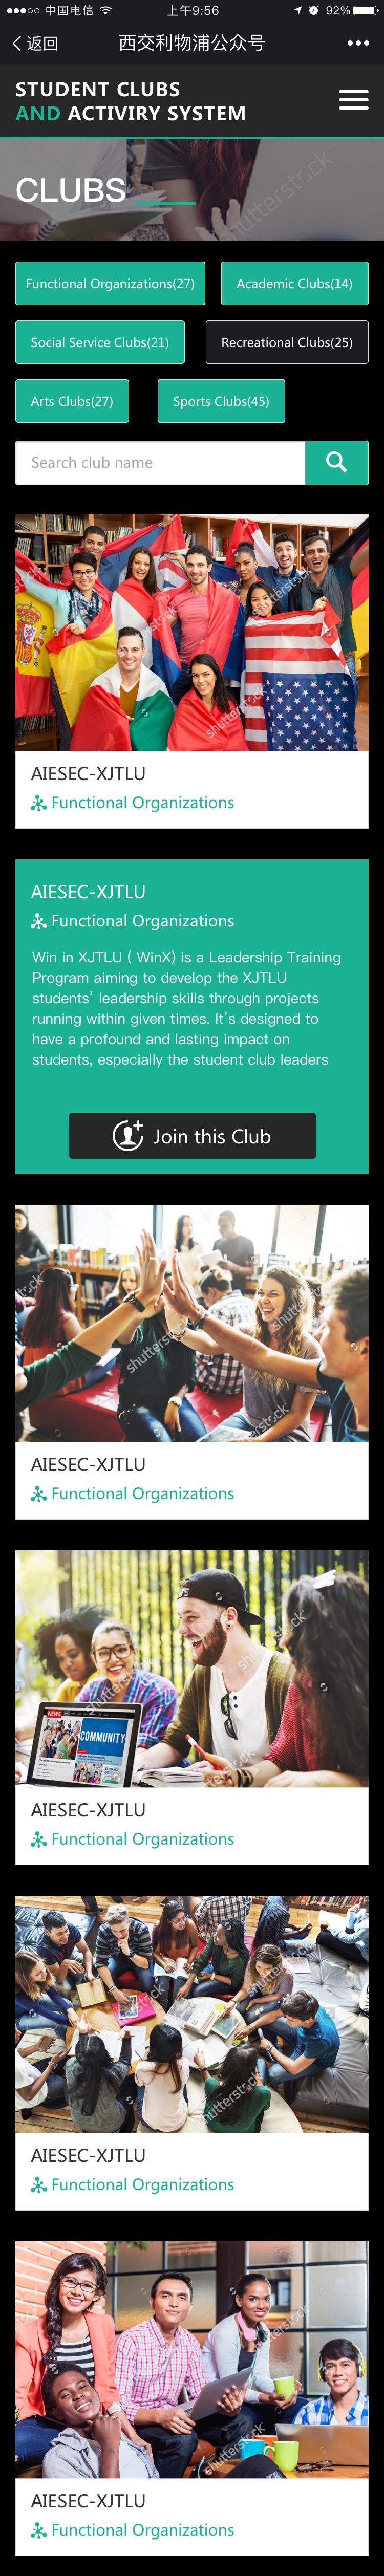 中国电信
上午9:56
92%
返回
西交利物浦公众号
STUDENT CLUBS
AND ACTIVIRY SYSTEM
CLUBS
shutterstock
Functional Organizations(27)
Academic Clubs(14)
Social Service Clubs(21)
Recreational Clubs(25)
Arts Clubs(27)
Sports Clubs(45)
Search club name
AIESEC-XJTLU
Functional Organizations
AIESEC-XJTLU
Functional Organizations
Win in XJTLU ( WinX) is a Leadership Training
Program aiming to develop the XJTLU
students’ leadership skills through projects
running within given times. It’s designed to
have a profound and lasting impact on
students, especially the student club leaders
Join this Club
AIESEC-XJTLU
Functional Organizations
NEWS
COMMUNITY
AIESEC-XJTLU
Functional Organizations
AIESEC-XJTLU
Functional Organizations
AIESEC-XJTLU
Functional Organizations